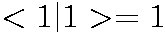 < 1|1 >= 1